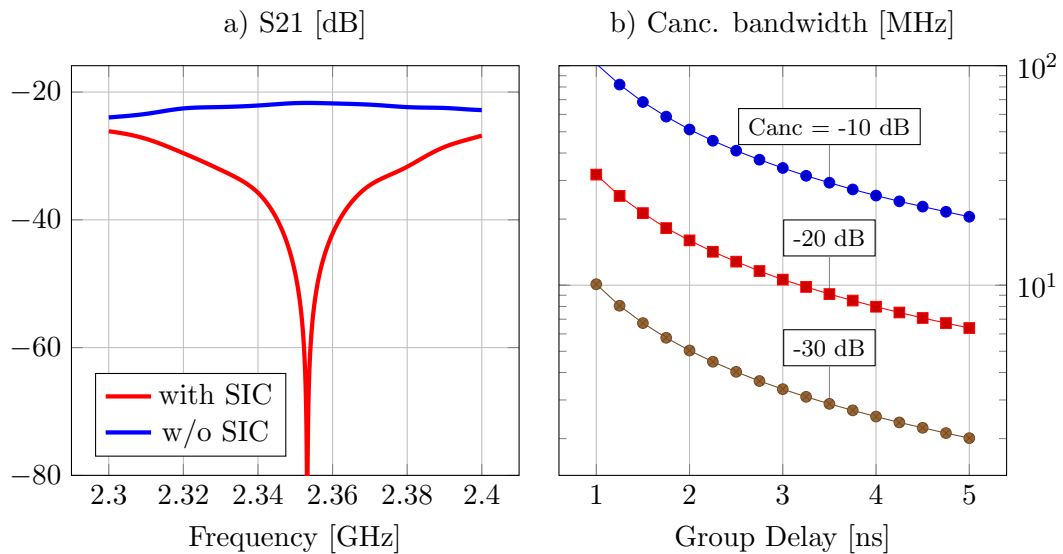 a) S21 [dB]
−20
−40
−60
−80
with SIC
w/o SIC
2.3 2.32 2.34 2.36 2.38 2.4
Frequency [GHz]
b) Canc. bandwidth [MHz]
10²
Canc = -10 dB
-20 dB
10¹
-30 dB
1 2 3 4 5
Group Delay [ns]